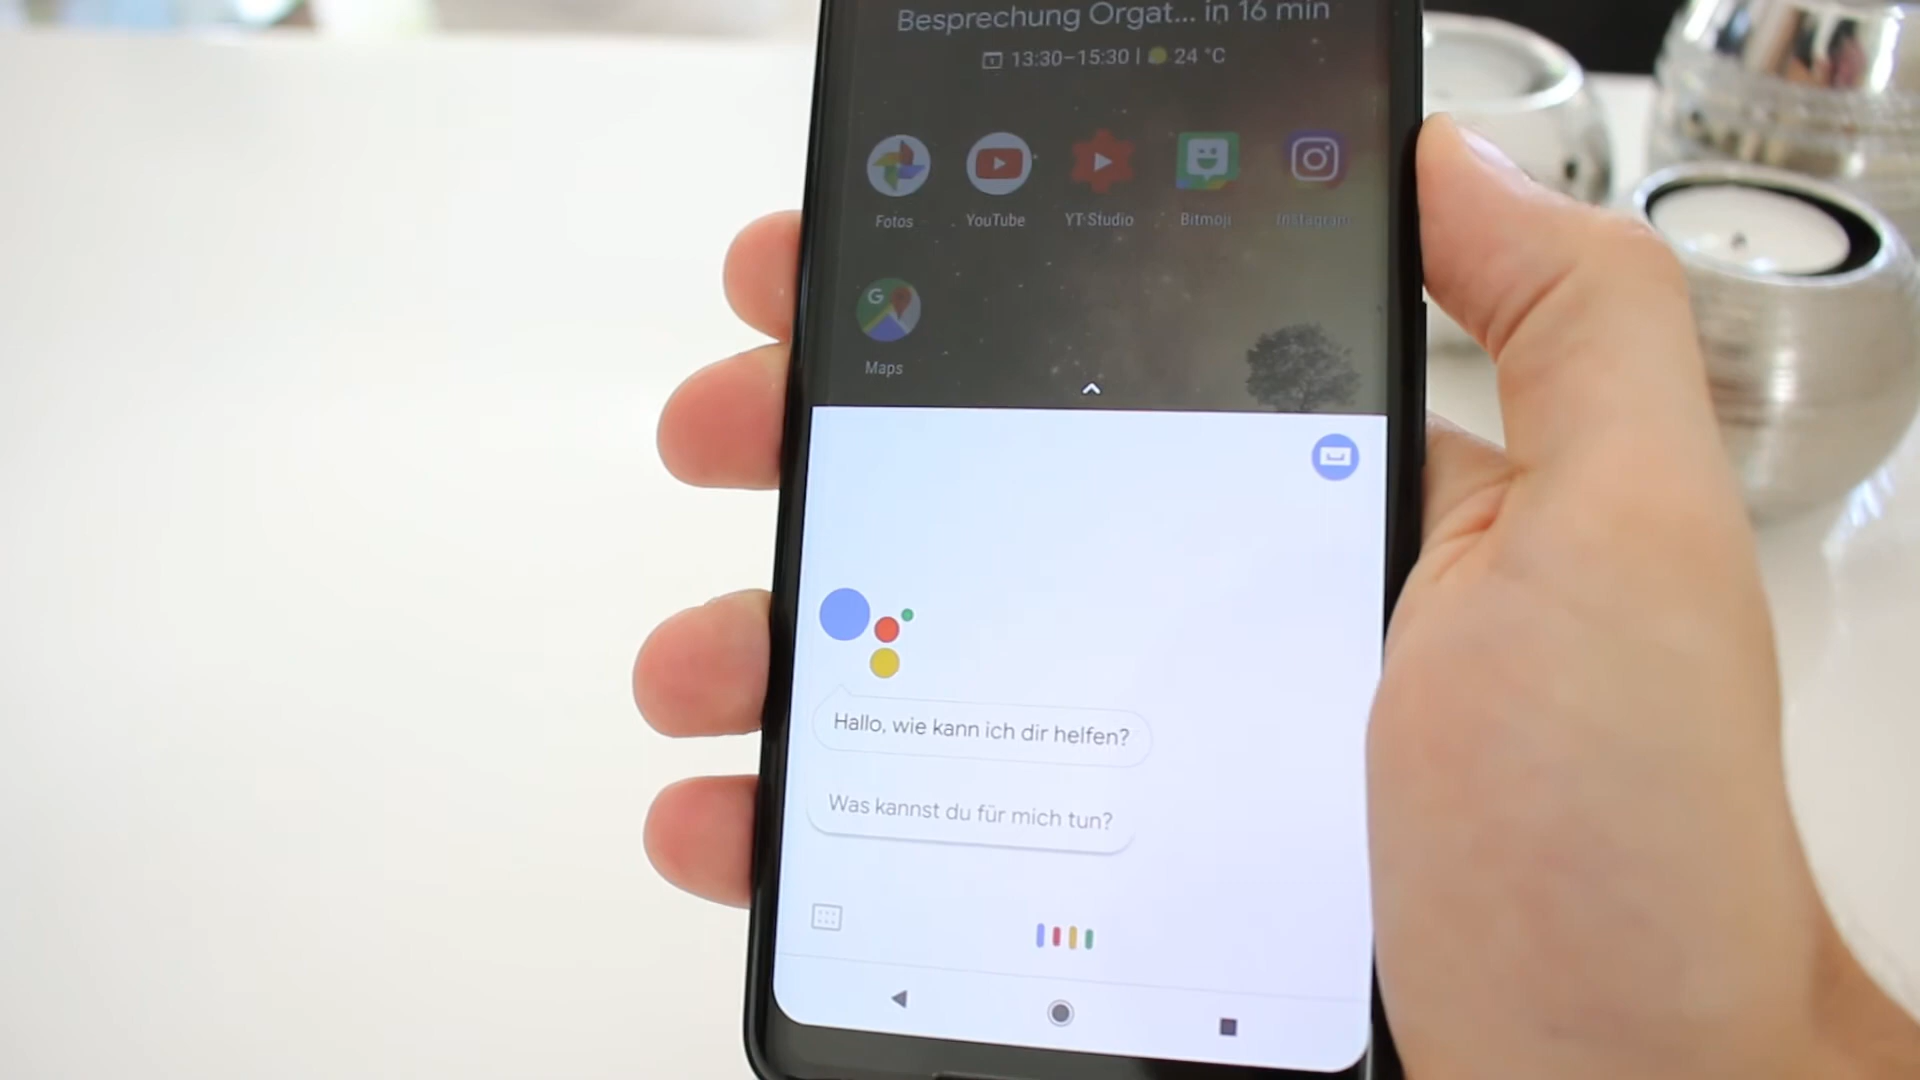 Besprechung Orgat... in 16 min
13:30–15:30 | 24 °C
Fotos YouTube YT Studio Bitmoji Instagram
G
Maps
Hallo, wie kann ich dir helfen?
Was kannst du für mich tun?